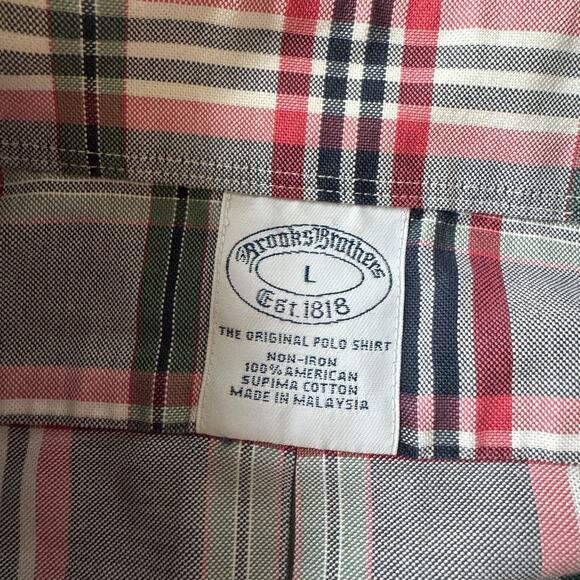 Brooks Brothers
L
Est. 1818
THE ORIGINAL POLO SHIRT
NON-IRON
100% AMERICAN
SUPIMA COTTON
MADE IN MALAYSIA